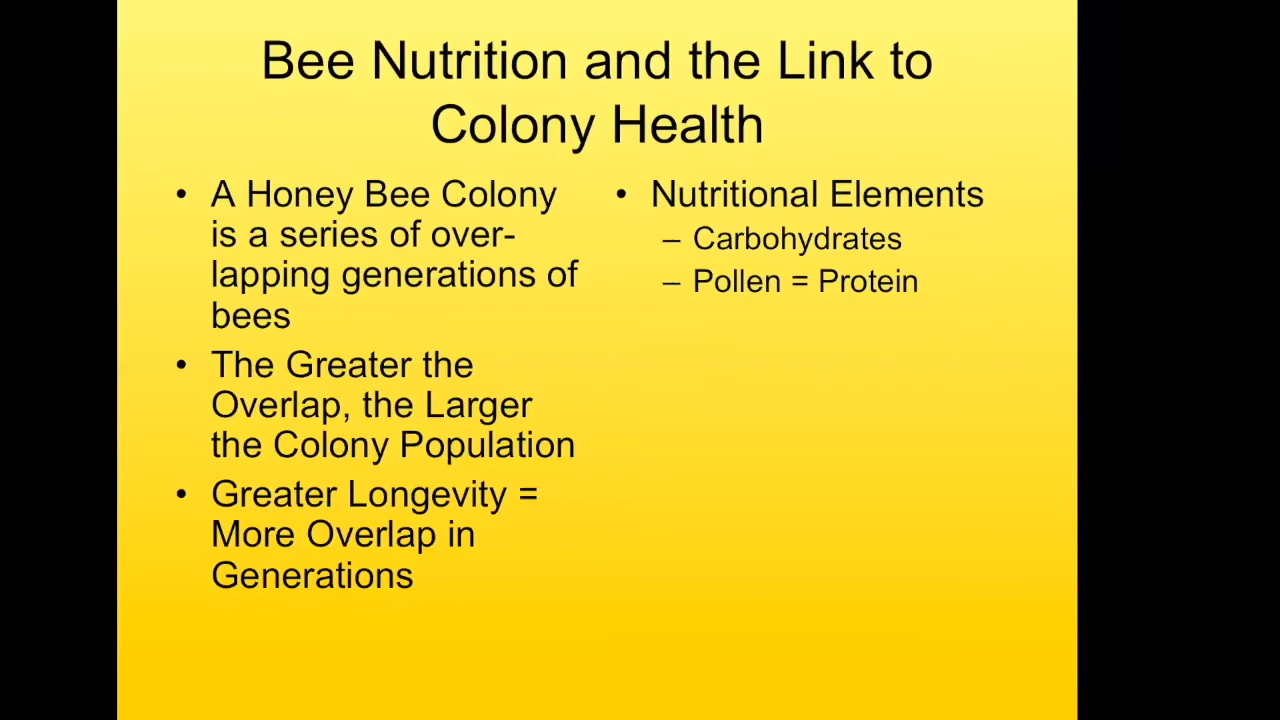 Bee Nutrition and the Link to
Colony Health
• A Honey Bee Colony
is a series of over-
lapping generations of
bees
• The Greater the
Overlap, the Larger
the Colony Population
• Greater Longevity =
More Overlap in
Generations
• Nutritional Elements
– Carbohydrates
– Pollen = Protein